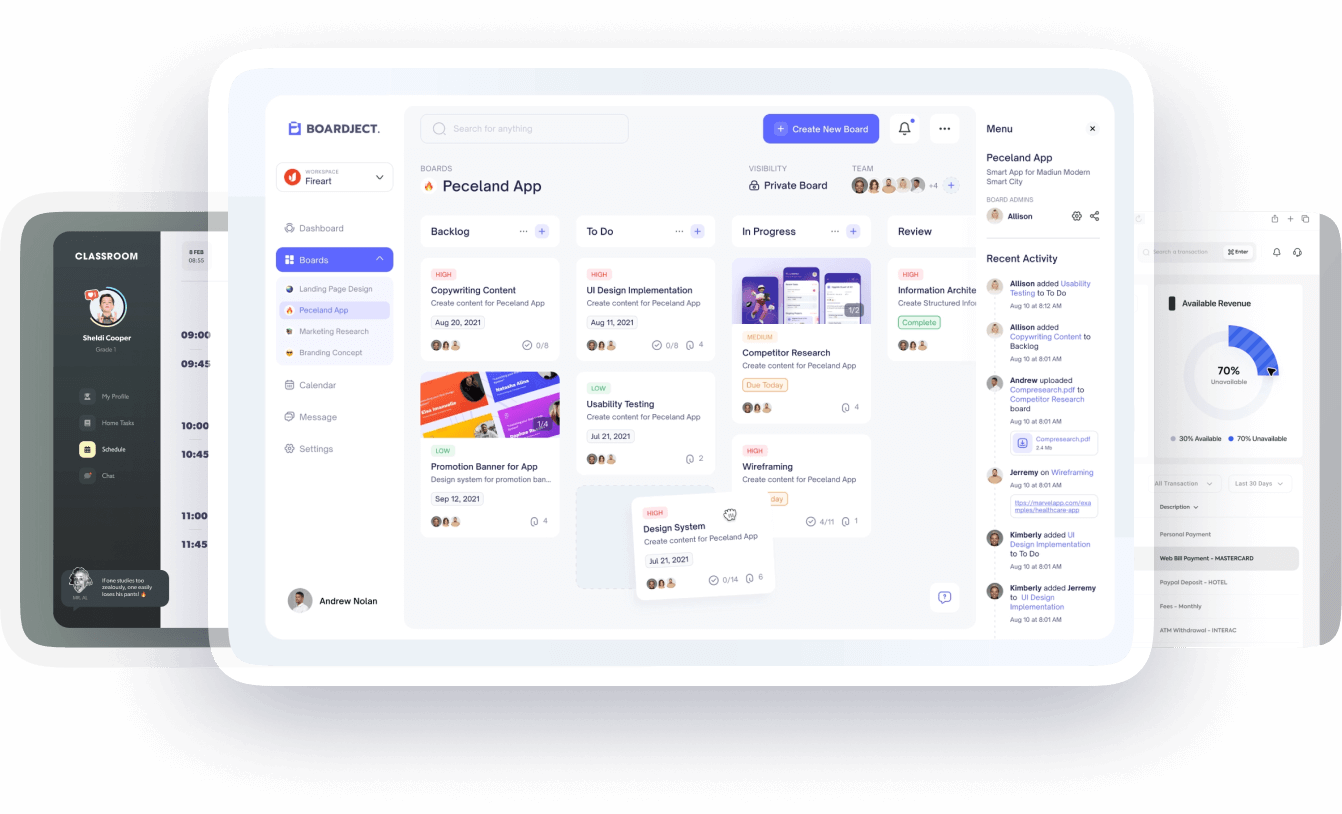 CLASSROOM
Sheldi Cooper
Grade 1
My Profile
Home Tasks
Schedule
Chat
If one studies too
zealously, one easily
loses his pants! 🔥
MR. AL
8 FEB
08:55
09:00
09:45
10:00
10:45
11:00
11:45
BOARDJECT.
WORKSPACE
Fireart
Dashboard
Boards
Landing Page Design
Peceland App
Marketing Research
Branding Concept
Calendar
Message
Settings
Andrew Nolan
Search for anything
Create New Board
BOARDS
Peceland App
VISIBILITY
Private Board
TEAM
+4
Backlog
HIGH
Copywriting Content
Create content for Peceland App
Aug 20, 2021
0/8
1/4
LOW
Promotion Banner for App
Design system for promotion ban...
Sep 12, 2021
4
To Do
HIGH
UI Design Implementation
Create content for Peceland App
Aug 11, 2021
0/8
4
LOW
Usability Testing
Create content for Peceland App
Jul 21, 2021
2
HIGH
Design System
Create content for Peceland App
Jul 21, 2021
0/14
6
In Progress
1/2
MEDIUM
Competitor Research
Create content for Peceland App
Due Today
4
HIGH
Wireframing
Create content for Peceland App
day
4/11
1
Review
HIGH
Information Archite
Create Structured Infor
Complete
Menu
Peceland App
Smart App for Madiun Modern
Smart City
BOARD ADMINS
Allison
Recent Activity
Allison added Usability
Testing to To Do
Aug 10 at 8:12 AM
Allison added
Copywriting Content to
Backlog
Aug 10 at 8:01 AM
Andrew uploaded
Compresearch.pdf to
Competitor Research
board
Aug 10 at 8:01 AM
Compresearch.pdf
2.4 Mb
Jerremy on Wireframing
Aug 10 at 8:01 AM
ttps://marvelapp.com/exa
mples/healthcare-app
Kimberly added UI
Design Implementation
to To Do
Aug 10 at 8:01 AM
Kimberly added Jerremy
to UI Design
Implementation
Aug 10 at 8:01 AM
Search a transaction
Enter
Available Revenue
70%
Unavailable
30% Available
70% Unavailable
All Transaction
Last 30 Days
Description
Personal Payment
Web Bill Payment - MASTERCARD
Paypal Deposit - HOTEL
Fees - Monthly
ATM Withdrawal - INTERAC